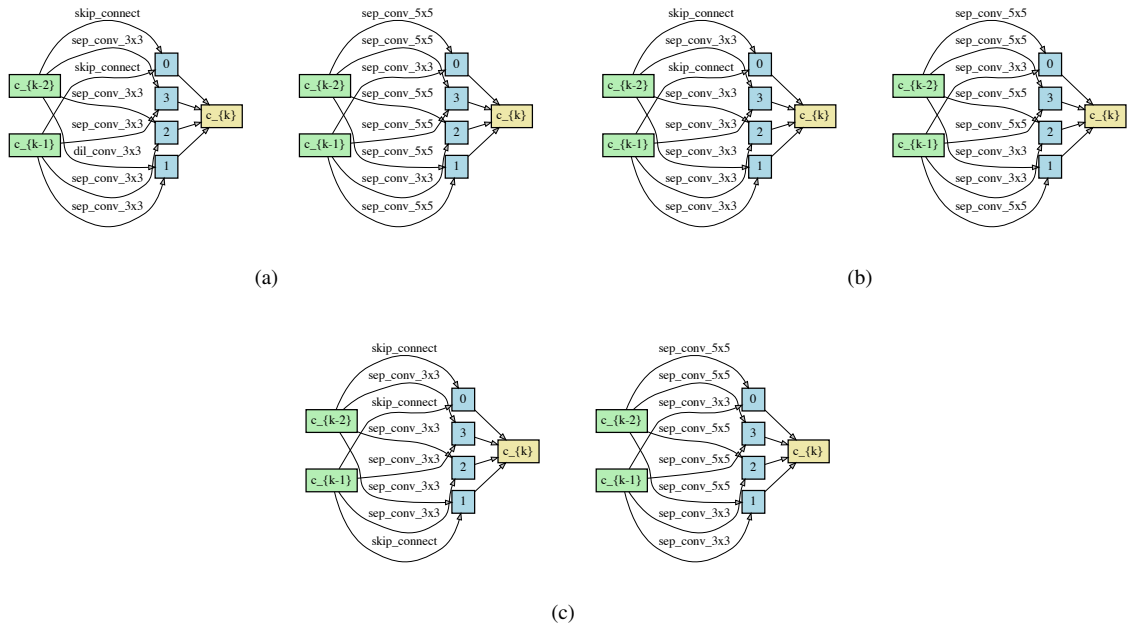 skip_connect
sep_conv_3x3
skip_connect
sep_conv_3x3
sep_conv_3x3
dil_conv_3x3
sep_conv_3x3
sep_conv_3x3
c_{k-2}
c_{k-1}
0
3
2
1
c_{k}
sep_conv_5x5
sep_conv_5x5
sep_conv_3x3
sep_conv_5x5
sep_conv_5x5
sep_conv_5x5
sep_conv_3x3
sep_conv_5x5
c_{k-2}
c_{k-1}
0
3
2
1
c_{k}
(a)
skip_connect
sep_conv_3x3
skip_connect
sep_conv_3x3
sep_conv_3x3
sep_conv_3x3
sep_conv_3x3
c_{k-2}
c_{k-1}
0
3
2
1
c_{k}
sep_conv_5x5
sep_conv_5x5
sep_conv_3x3
sep_conv_5x5
sep_conv_5x5
sep_conv_5x5
sep_conv_3x3
sep_conv_5x5
c_{k-2}
c_{k-1}
0
3
2
1
c_{k}
(b)
skip_connect
sep_conv_3x3
skip_connect
sep_conv_3x3
sep_conv_3x3
sep_conv_3x3
skip_connect
c_{k-2}
c_{k-1}
0
3
2
1
c_{k}
sep_conv_5x5
sep_conv_5x5
sep_conv_3x3
sep_conv_5x5
sep_conv_5x5
sep_conv_5x5
sep_conv_3x3
sep_conv_3x3
c_{k-2}
c_{k-1}
0
3
2
1
c_{k}
(c)